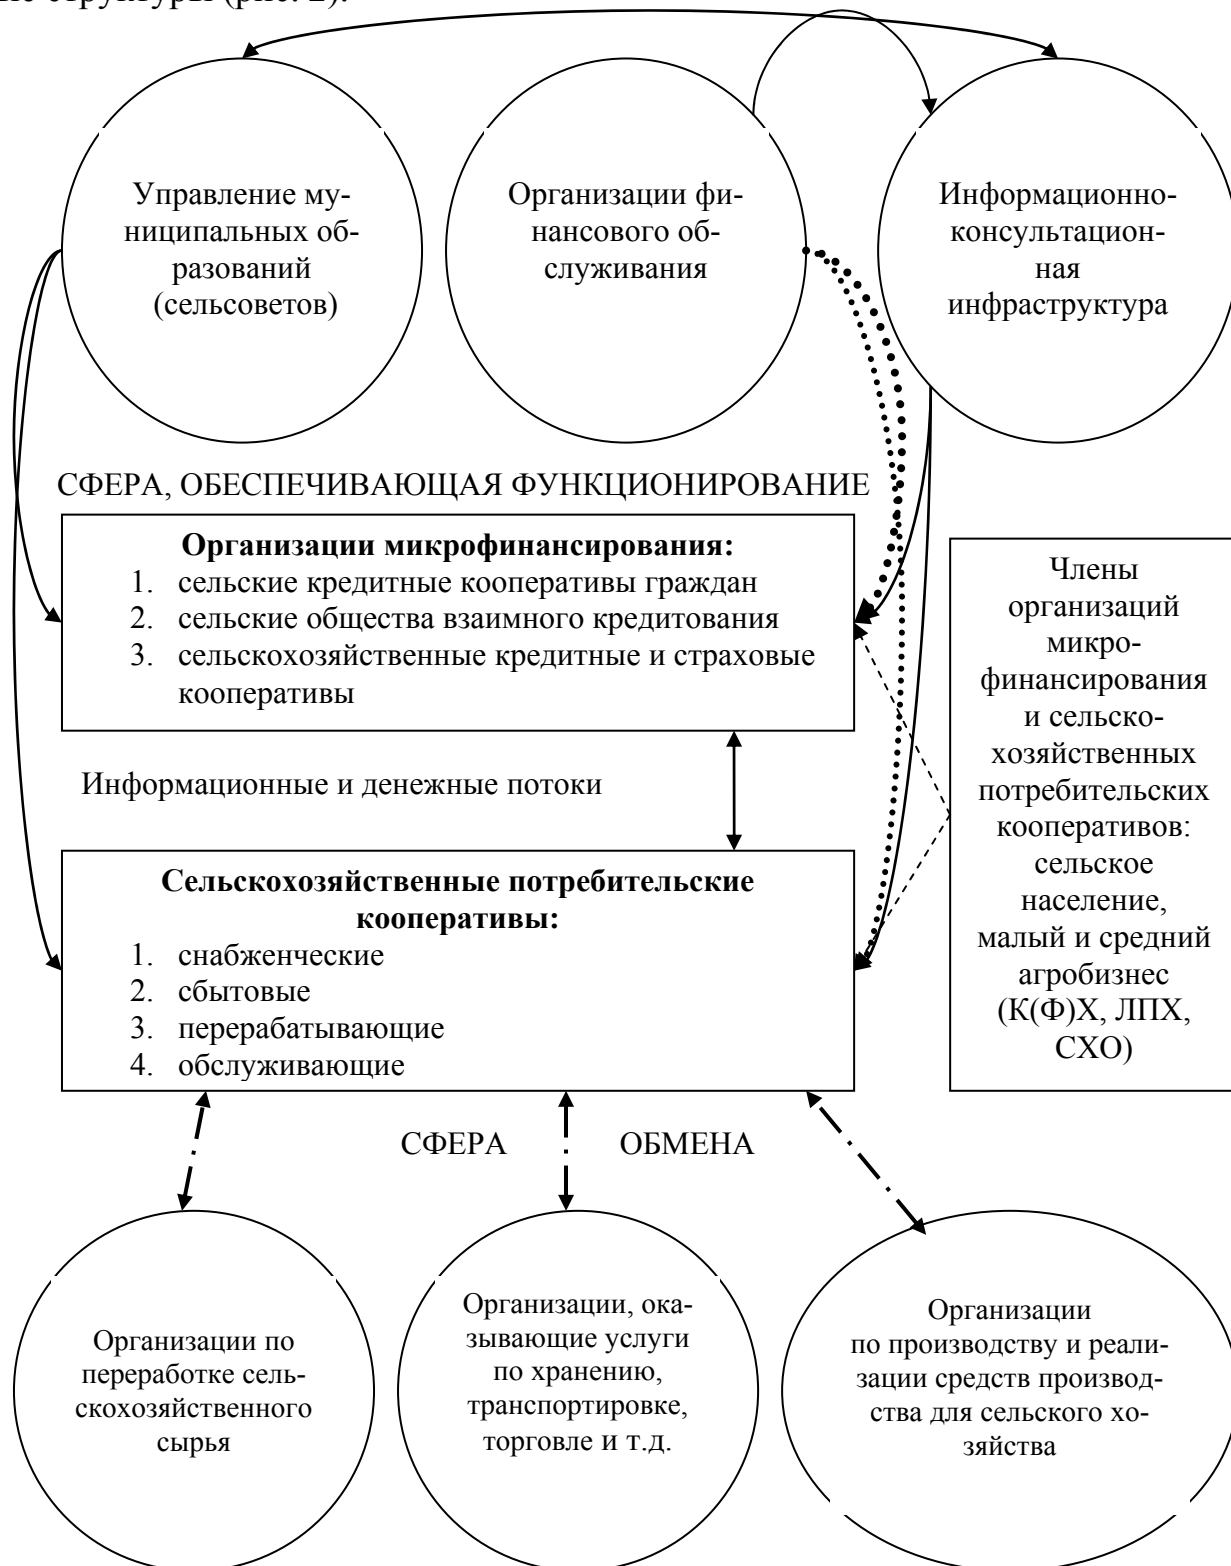 ие структуры (рис. 2).
Управление му-
ниципальных об-
разований
(сельсоветов)
Организации фи-
нансового об-
служивания
Информационно-
консультацион-
ная
инфраструктура
СФЕРА, ОБЕСПЕЧИВАЮЩАЯ ФУНКЦИОНИРОВАНИЕ
Организации микрофинансирования:
1. сельские кредитные кооперативы граждан
2. сельские общества взаимного кредитования
3. сельскохозяйственные кредитные и страховые
кооперативы
Члены
организаций
микро-
финансирования
и сельско-
хозяйственных
потребительских
кооперативов:
сельское
население,
малый и средний
агробизнес
(К(Ф)Х, ЛПХ,
СХО)
Информационные и денежные потоки
Сельскохозяйственные потребительские
кооперативы:
1. снабженческие
2. сбытовые
3. перерабатывающие
4. обслуживающие
СФЕРА ОБМЕНА
Организации по
переработке сель-
скохозяйственного
сырья
Организации, ока-
зывающие услуги
по хранению,
транспортировке,
торговле и т.д.
Организации
по производству и реали-
зации средств производ-
ства для сельского хо-
зяйства